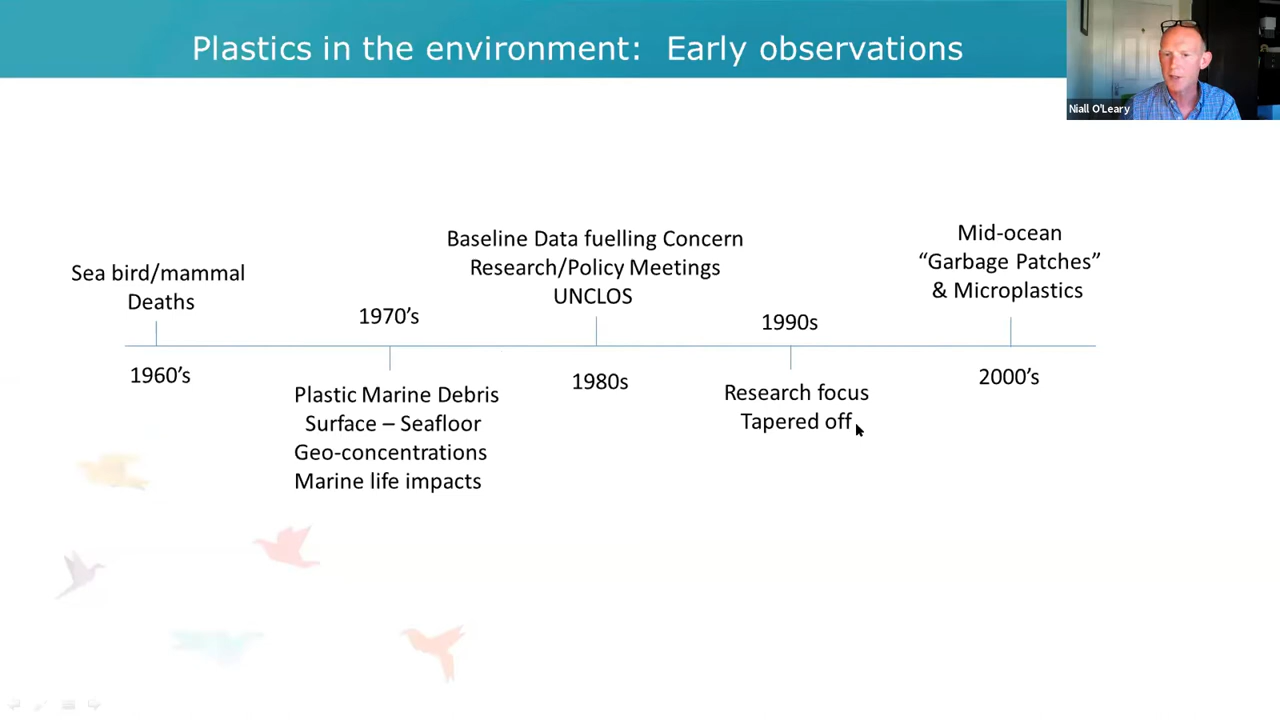 Plastics in the environment: Early observations
Niall O'Leary
Sea bird/mammal
Deaths
1960's
1970's
Plastic Marine Debris
Surface – Seafloor
Geo-concentrations
Marine life impacts
Baseline Data fuelling Concern
Research/Policy Meetings
UNCLOS
1980s
1990s
Research focus
Tapered off
Mid-ocean
“Garbage Patches”
& Microplastics
2000's